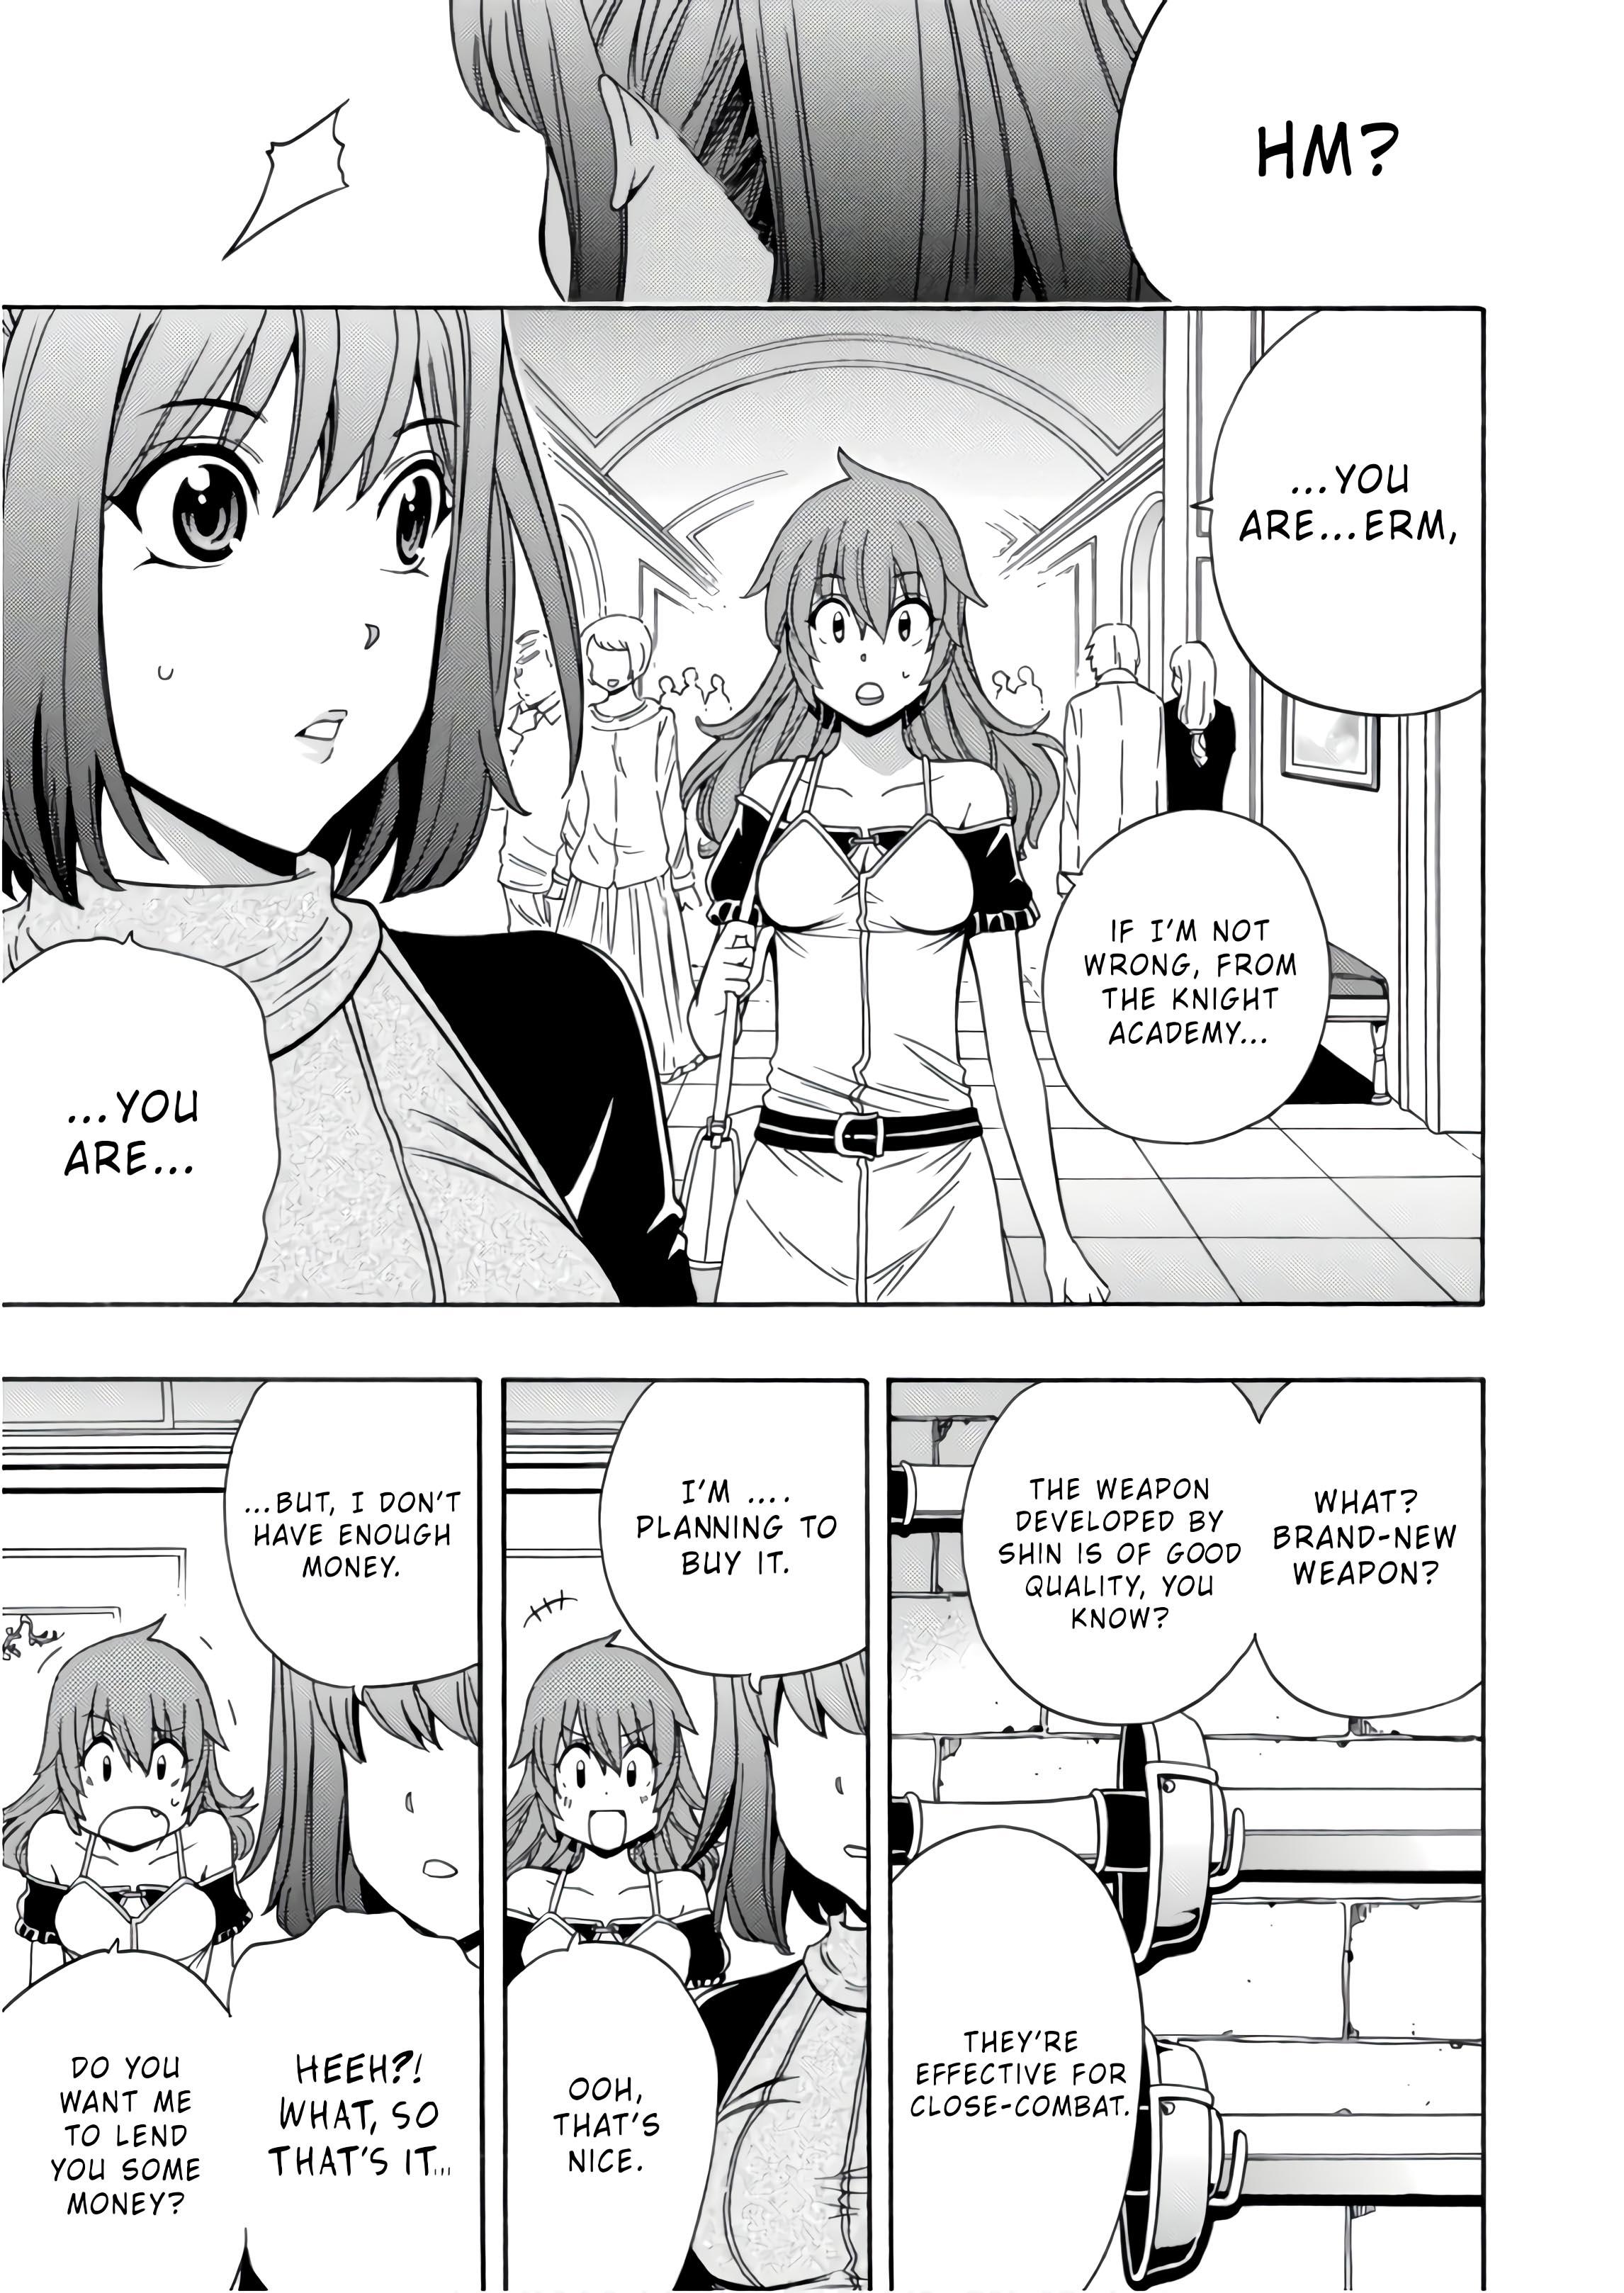 HM?
...YOU
ARE...ERM,
IF I'M NOT
WRONG, FROM
THE KNIGHT
ACADEMY...
...YOU
ARE...
WHAT?
BRAND-NEW
WEAPON?
THE WEAPON
DEVELOPED BY
SHIN IS OF GOOD
QUALITY, YOU
KNOW?
THEY'RE
EFFECTIVE FOR
CLOSE-COMBAT.
I'M ....
PLANNING TO
BUY IT.
OOH,
THAT'S
NICE.
...BUT, I DON'T
HAVE ENOUGH
MONEY.
HEEH?!
WHAT, SO
THAT'S IT...
DO YOU
WANT ME
TO LEND
YOU SOME
MONEY?